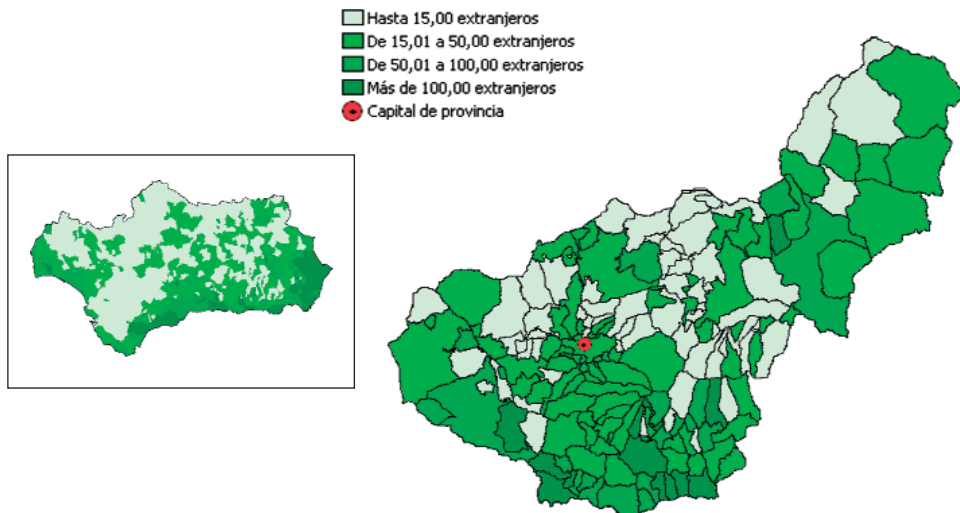 Hasta 15,00 extranjeros
De 15,01 a 50,00 extranjeros
De 50,01 a 100,00 extranjeros
Más de 100,00 extranjeros
Capital de provincia